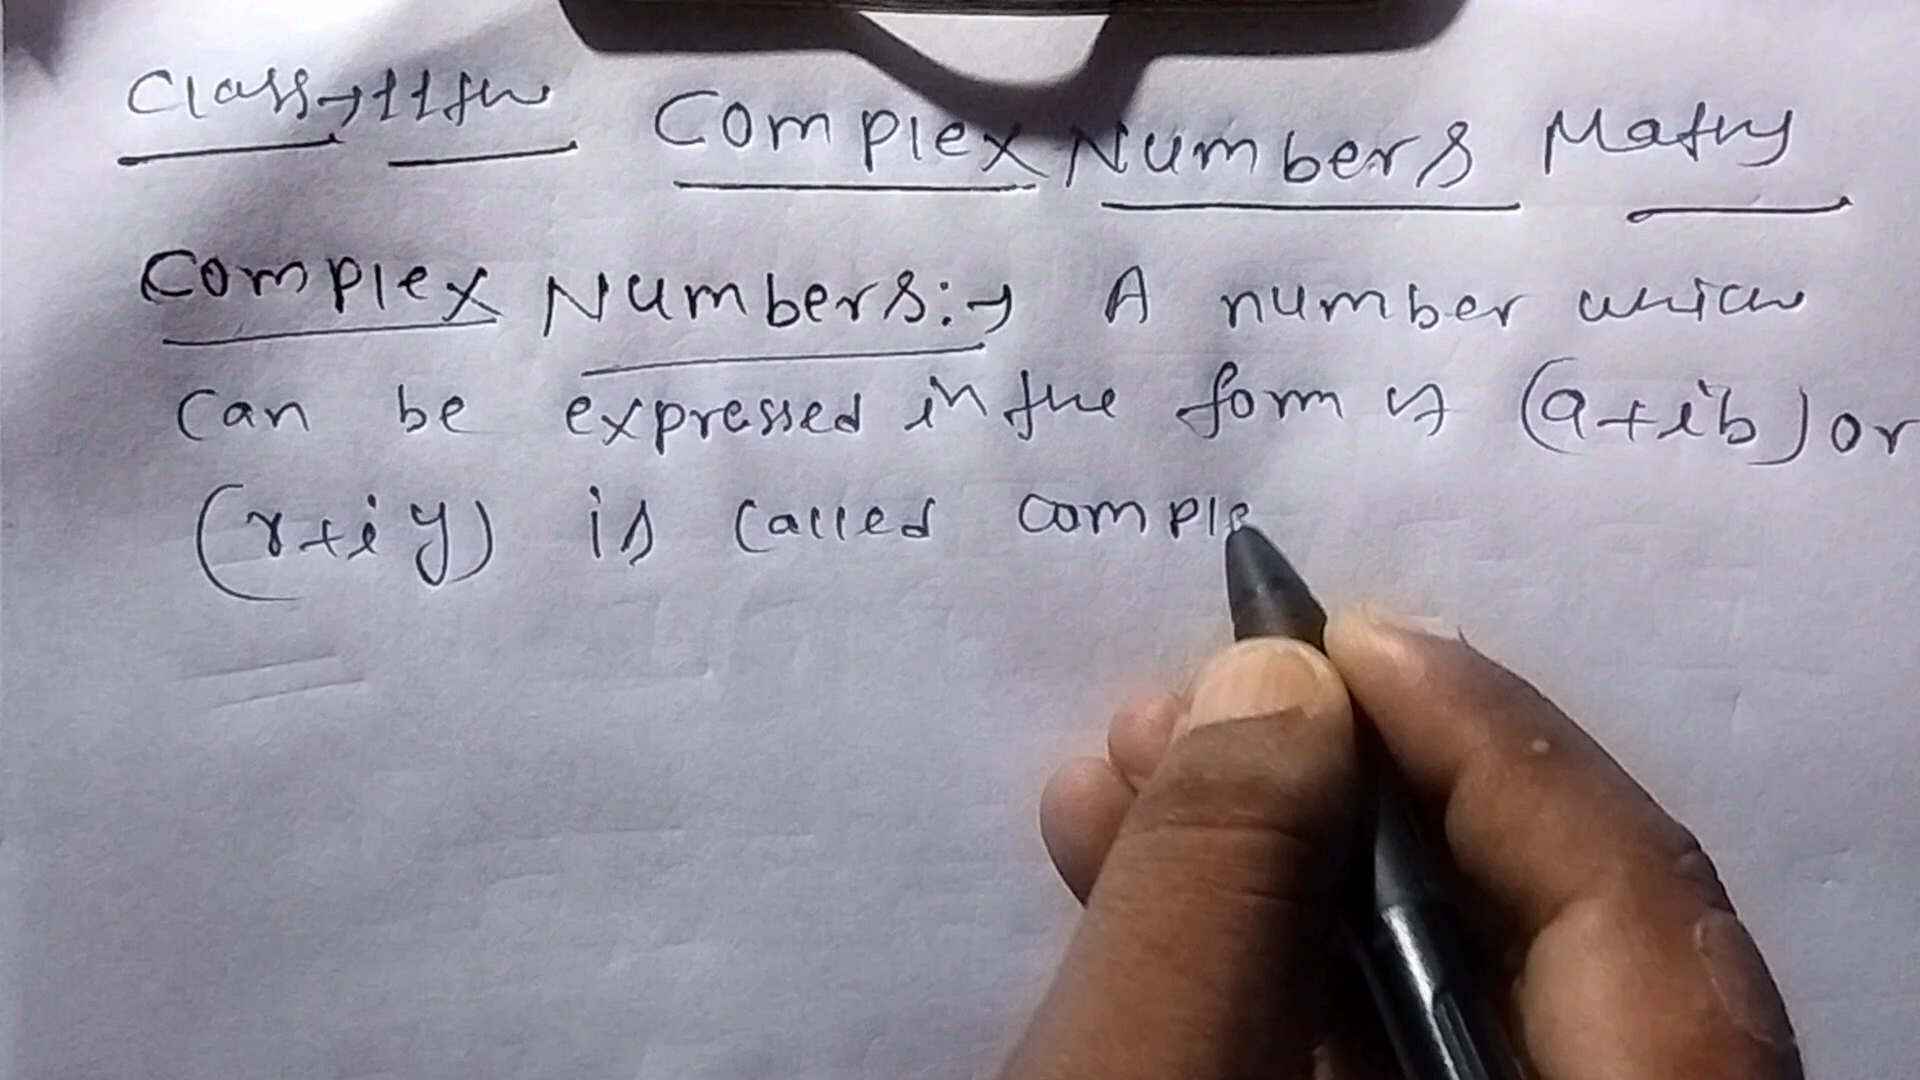 Class→11th Complex Numbers Maths
Complex Numbers:→ A number which
can be expressed in the form of (a+ib) or
(x+iy) is called comple